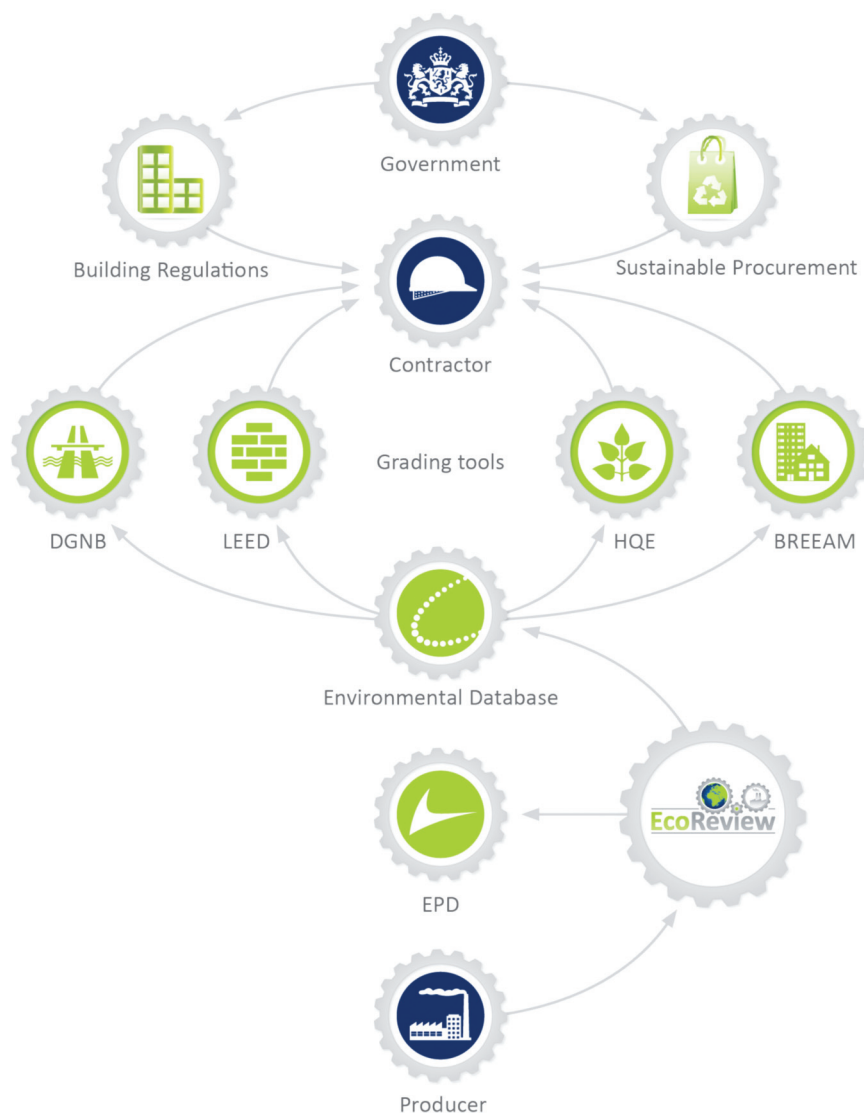 Government
Building Regulations
Sustainable Procurement
Contractor
Grading tools
DGNB
LEED
HQE
BREEAM
Environmental Database
EcoReview
EPD
Producer